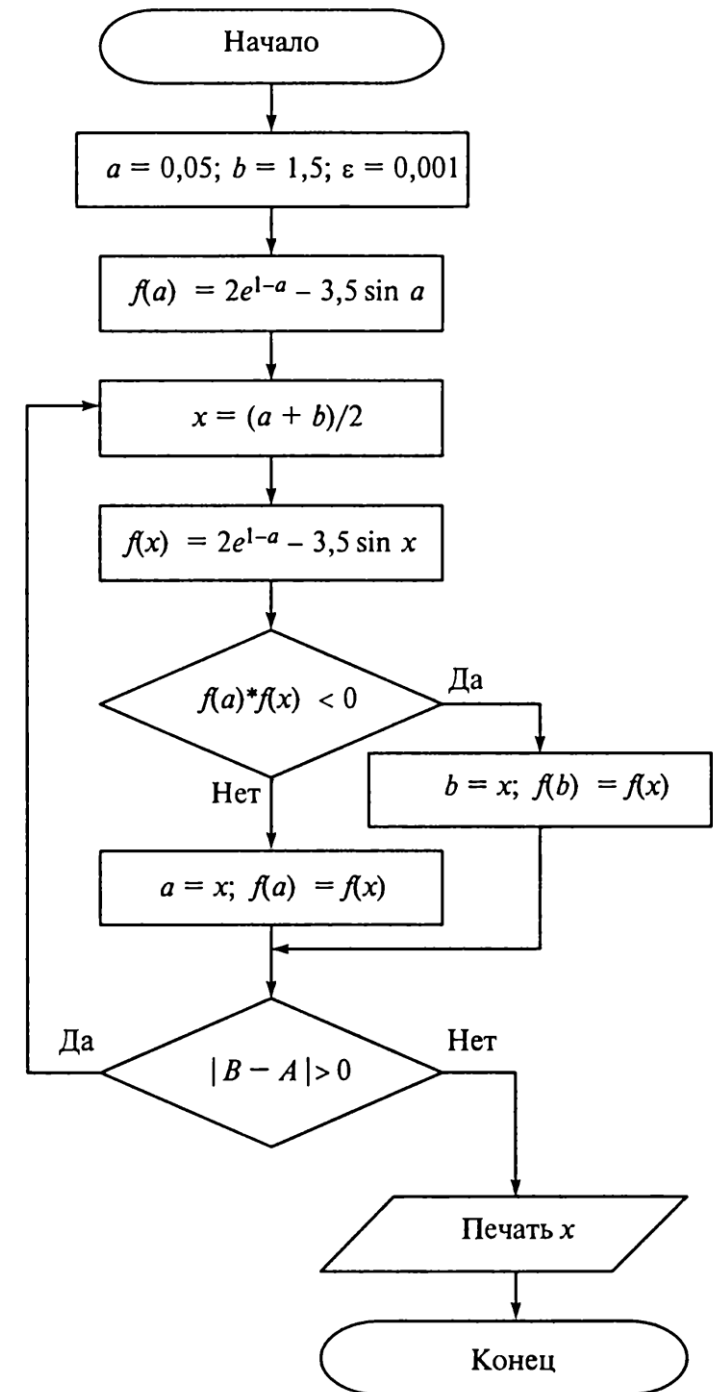 Начало
a = 0,05; b = 1,5; ε = 0,001
f(a) = 2e^{1–a} – 3,5 sin a
x = (a + b)/2
f(x) = 2e^{1–a} – 3,5 sin x
f(a)*f(x) < 0
Да
b = x; f(b) = f(x)
Нет
a = x; f(a) = f(x)
Да
|B – A|> 0
Нет
Печать x
Конец